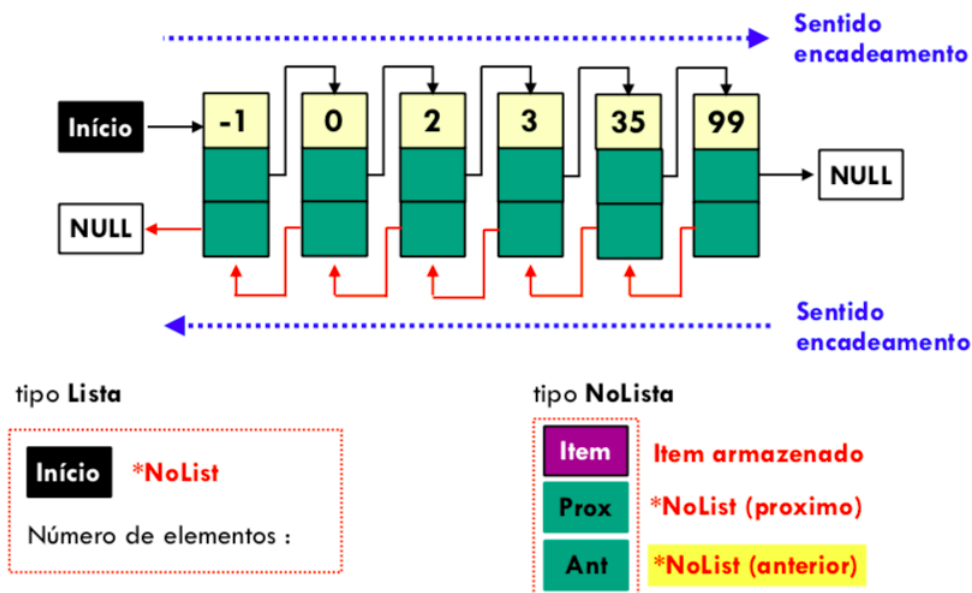 Sentido
encadeamento
Início
-1 0 2 3 35 99
NULL
NULL
Sentido
encadeamento
tipo Lista
Início *NoList
Número de elementos :
tipo NoLista
Item Item armazenado
Prox *NoList (proximo)
Ant *NoList (anterior)